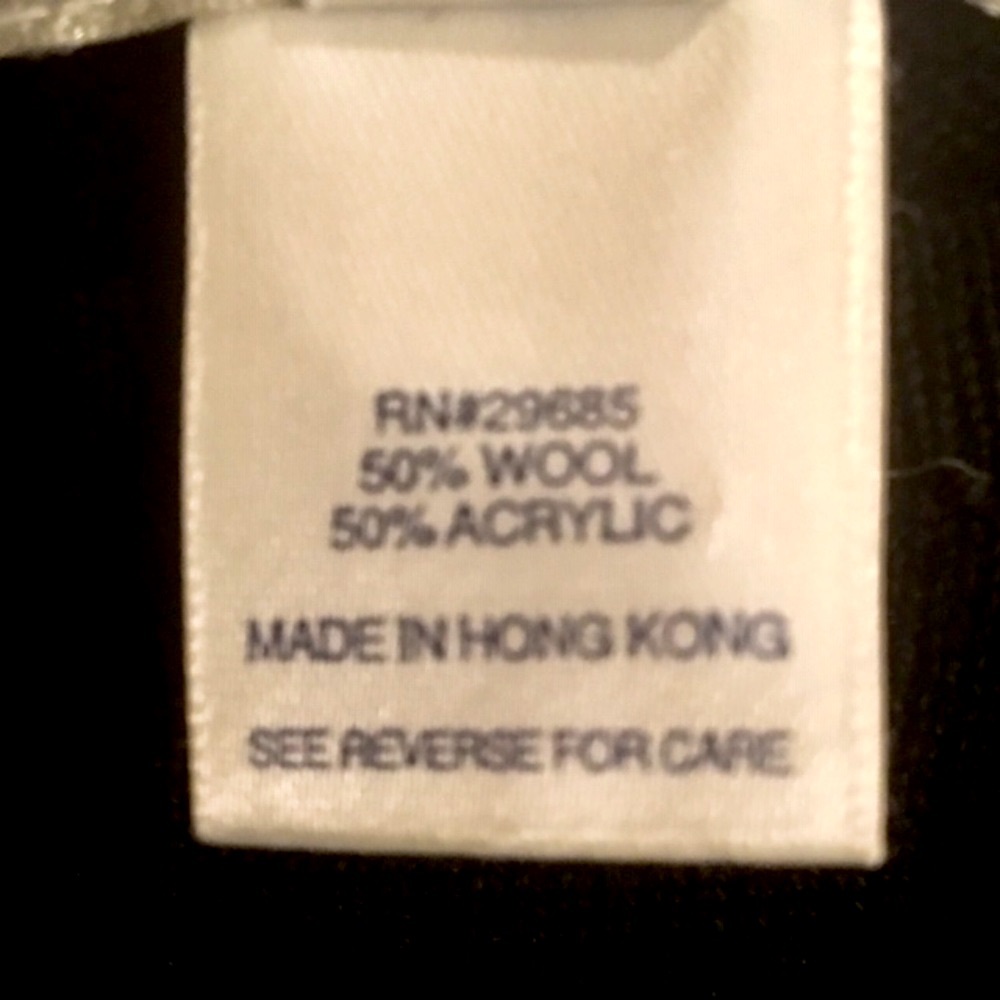 RN#29685
50% WOOL
50% ACRYLIC
MADE IN HONG KONG
SEE REVERSE FOR CARE